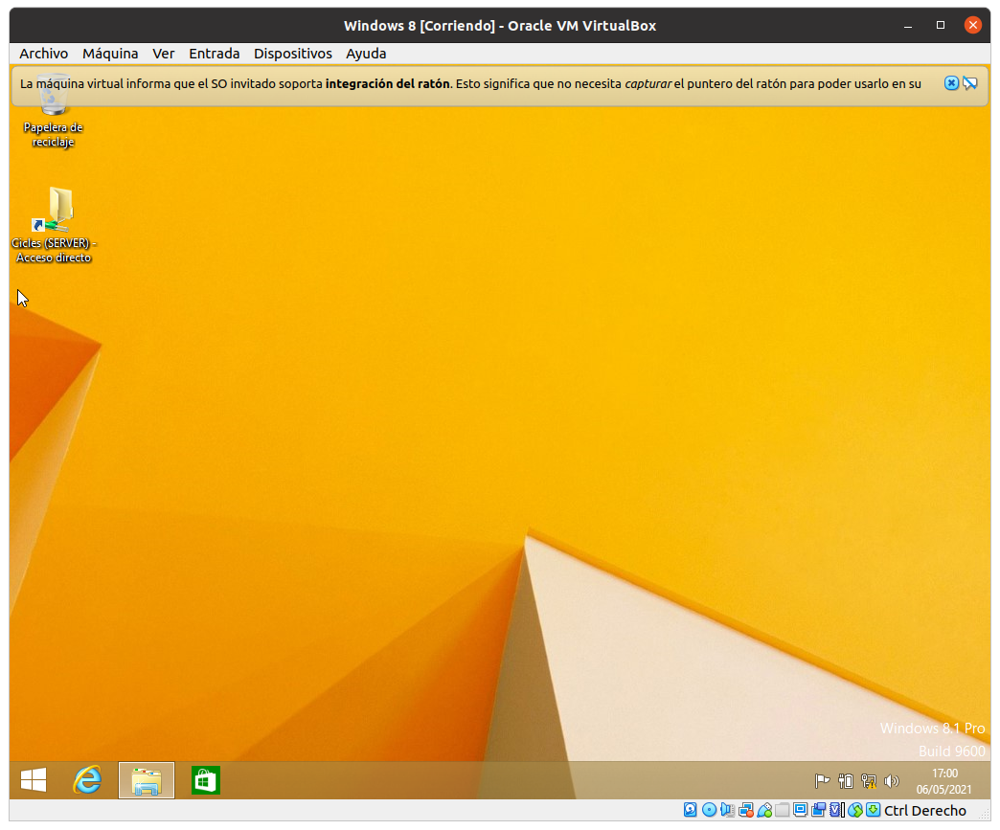 Windows 8 [Corriendo] - Oracle VM VirtualBox
Archivo Máquina Ver Entrada Dispositivos Ayuda
La máquina virtual informa que el SO invitado soporta integración del ratón. Esto significa que no necesita capturar el puntero del ratón para poder usarlo en su
Papelera de
reciclaje
Cicles (SERVER) -
Acceso directo
Windows 8.1 Pro
Build 9600
17:00
06/05/2021
Ctrl Derecho